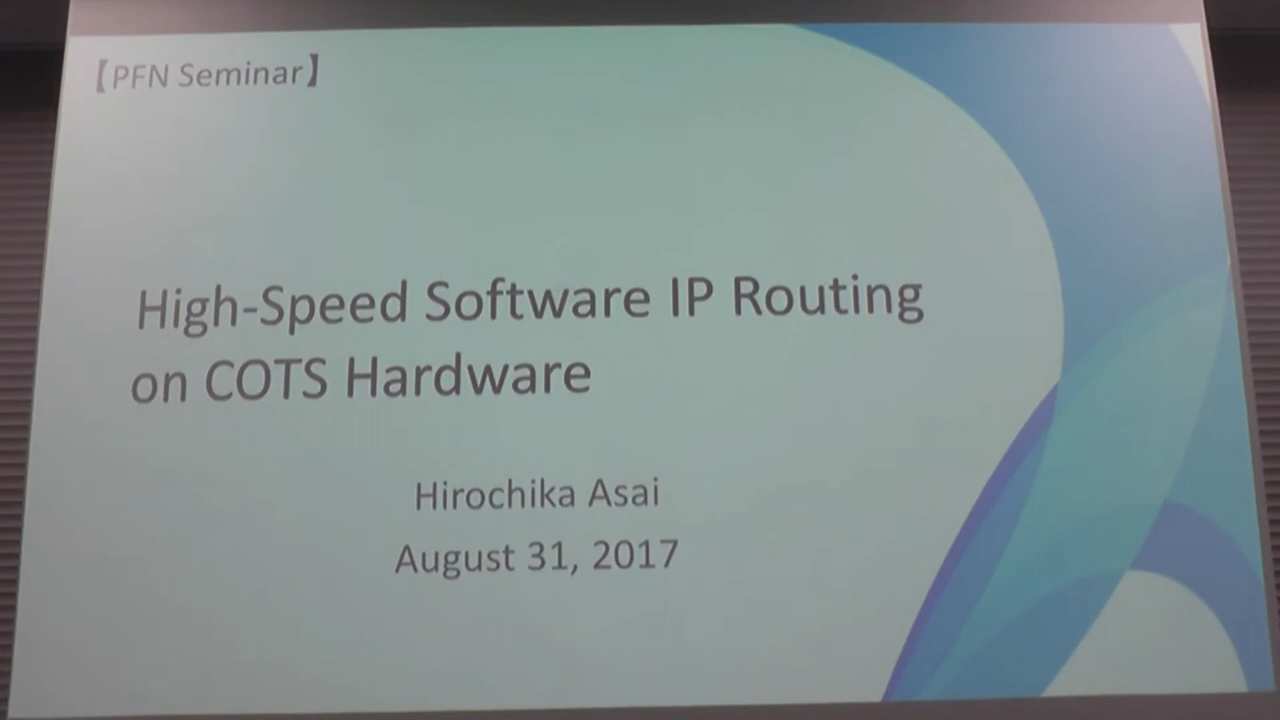 【PFN Seminar】
High-Speed Software IP Routing
on COTS Hardware
Hirochika Asai
August 31, 2017